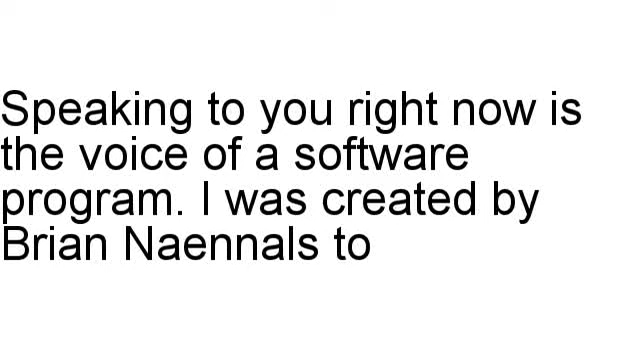 Speaking to you right now is
the voice of a software
program. I was created by
Brian Naennals to